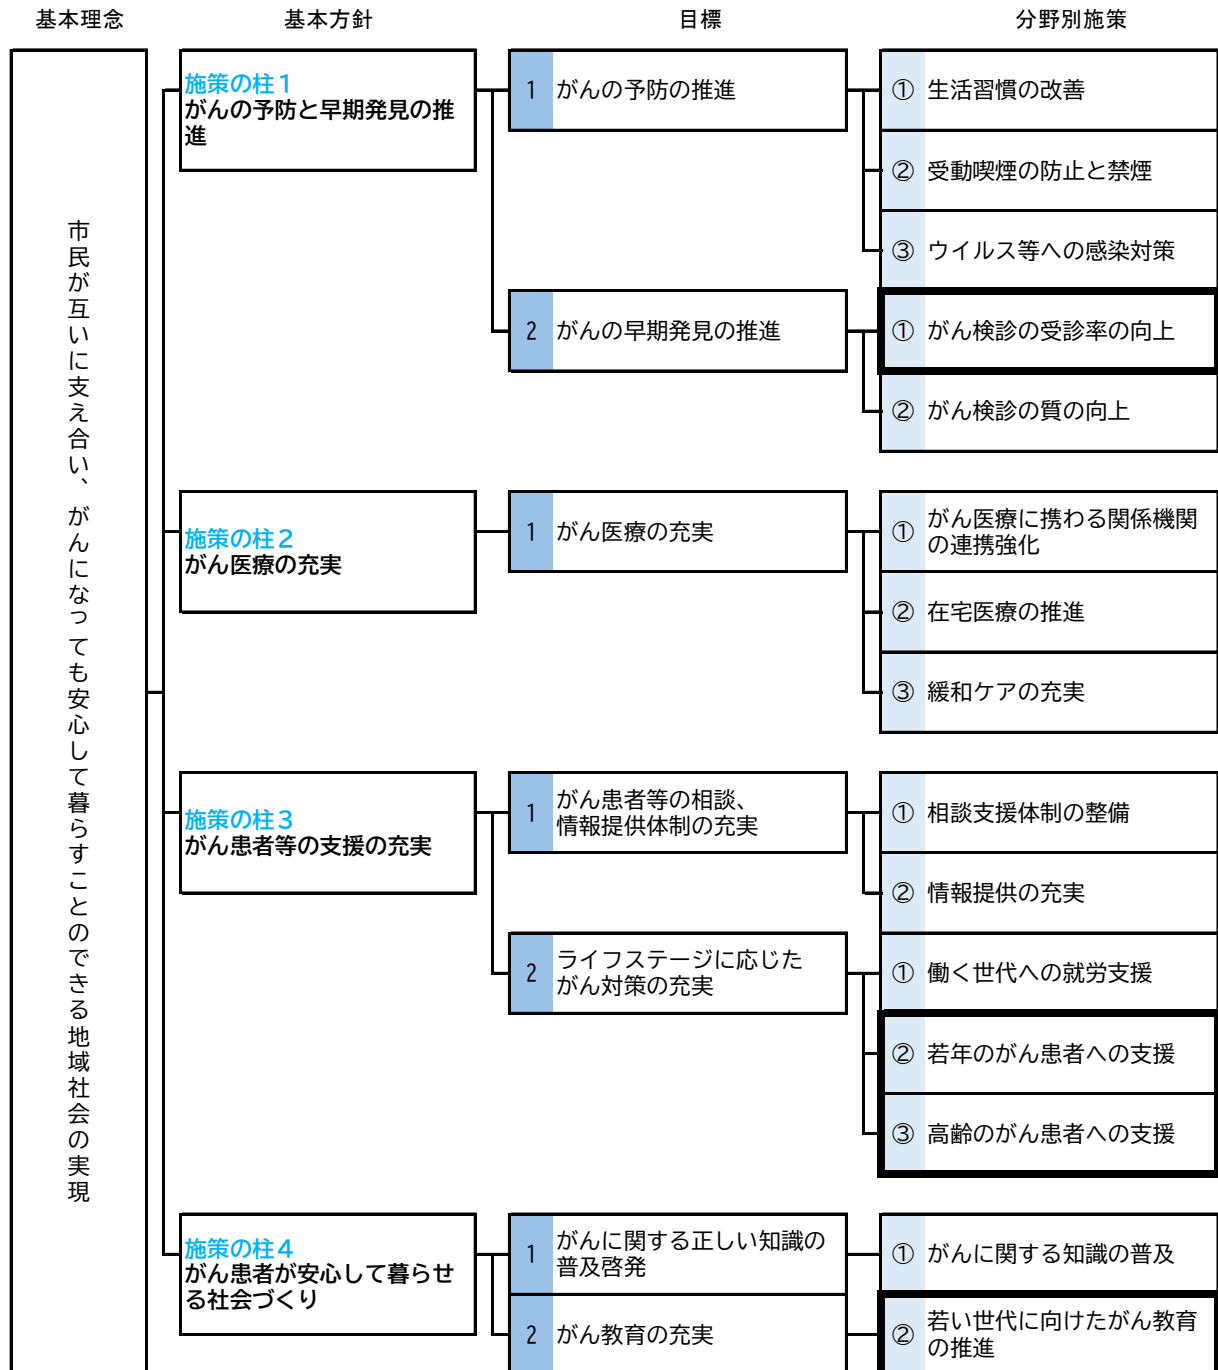 基本理念
基本方針
目標
分野別施策
市民が互いに支え合い、がんになっても安心して暮らすことのできる地域社会の実現
施策の柱1
がんの予防と早期発見の推
進
1 がんの予防の推進
① 生活習慣の改善
② 受動喫煙の防止と禁煙
③ ウイルス等への感染対策
2 がんの早期発見の推進
① がん検診の受診率の向上
② がん検診の質の向上
施策の柱2
がん医療の充実
1 がん医療の充実
① がん医療に携わる関係機関
の連携強化
② 在宅医療の推進
③ 緩和ケアの充実
施策の柱3
がん患者等の支援の充実
1 がん患者等の相談、
情報提供体制の充実
① 相談支援体制の整備
② 情報提供の充実
2 ライフステージに応じた
がん対策の充実
① 働く世代への就労支援
② 若年のがん患者への支援
③ 高齢のがん患者への支援
施策の柱4
がん患者が安心して暮らせ
る社会づくり
1 がんに関する正しい知識の
普及啓発
① がんに関する知識の普及
2 がん教育の充実
② 若い世代に向けたがん教育
の推進